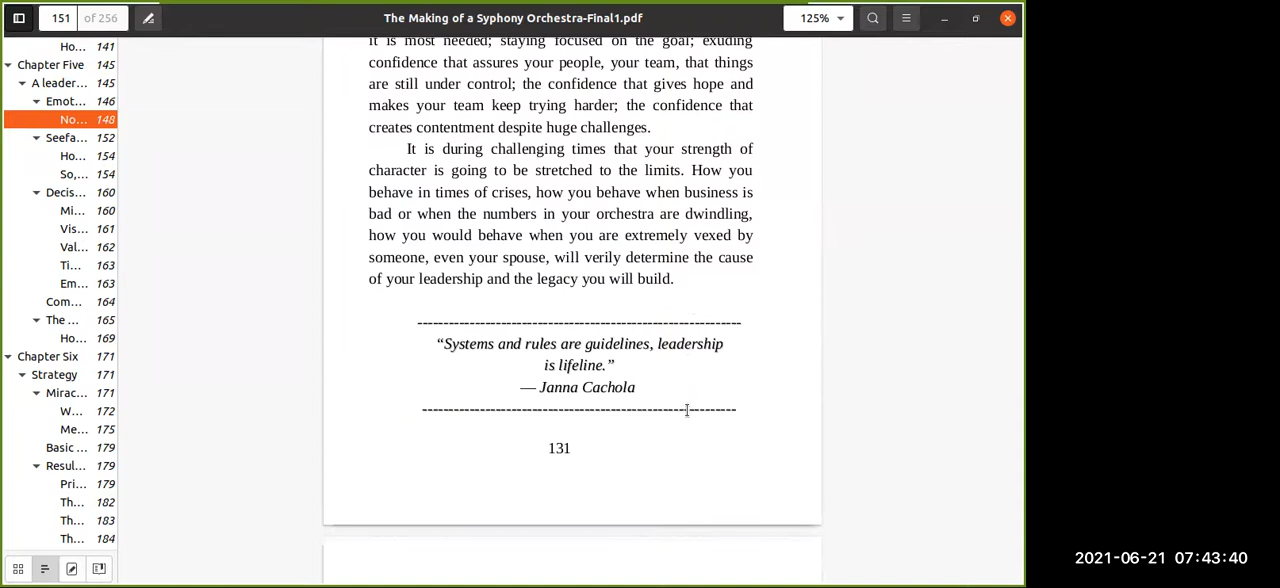 151 of 256
The Making of a Syphony Orchestra-Final1.pdf
125%
Ho... 141
Chapter Five 145
A leader... 145
Emot... 146
No... 148
Seefa... 152
Ho... 154
So,... 154
Decis... 160
Mi... 160
Vis... 161
Val... 162
Ti... 163
Em... 163
Com... 164
The ... 165
Ho... 169
Chapter Six 171
Strategy 171
Mirac... 171
W... 172
Me... 175
Basic ... 179
Resul... 179
Pri... 179
Th... 182
Th... 183
Th... 184
it is most needed; staying focused on the goal; exuding
confidence that assures your people, your team, that things
are still under control; the confidence that gives hope and
makes your team keep trying harder; the confidence that
creates contentment despite huge challenges.
It is during challenging times that your strength of
character is going to be stretched to the limits. How you
behave in times of crises, how you behave when business is
bad or when the numbers in your orchestra are dwindling,
how you would behave when you are extremely vexed by
someone, even your spouse, will verily determine the cause
of your leadership and the legacy you will build.
“Systems and rules are guidelines, leadership
is lifeline.”
— Janna Cachola
131
2021-06-21 07:43:40